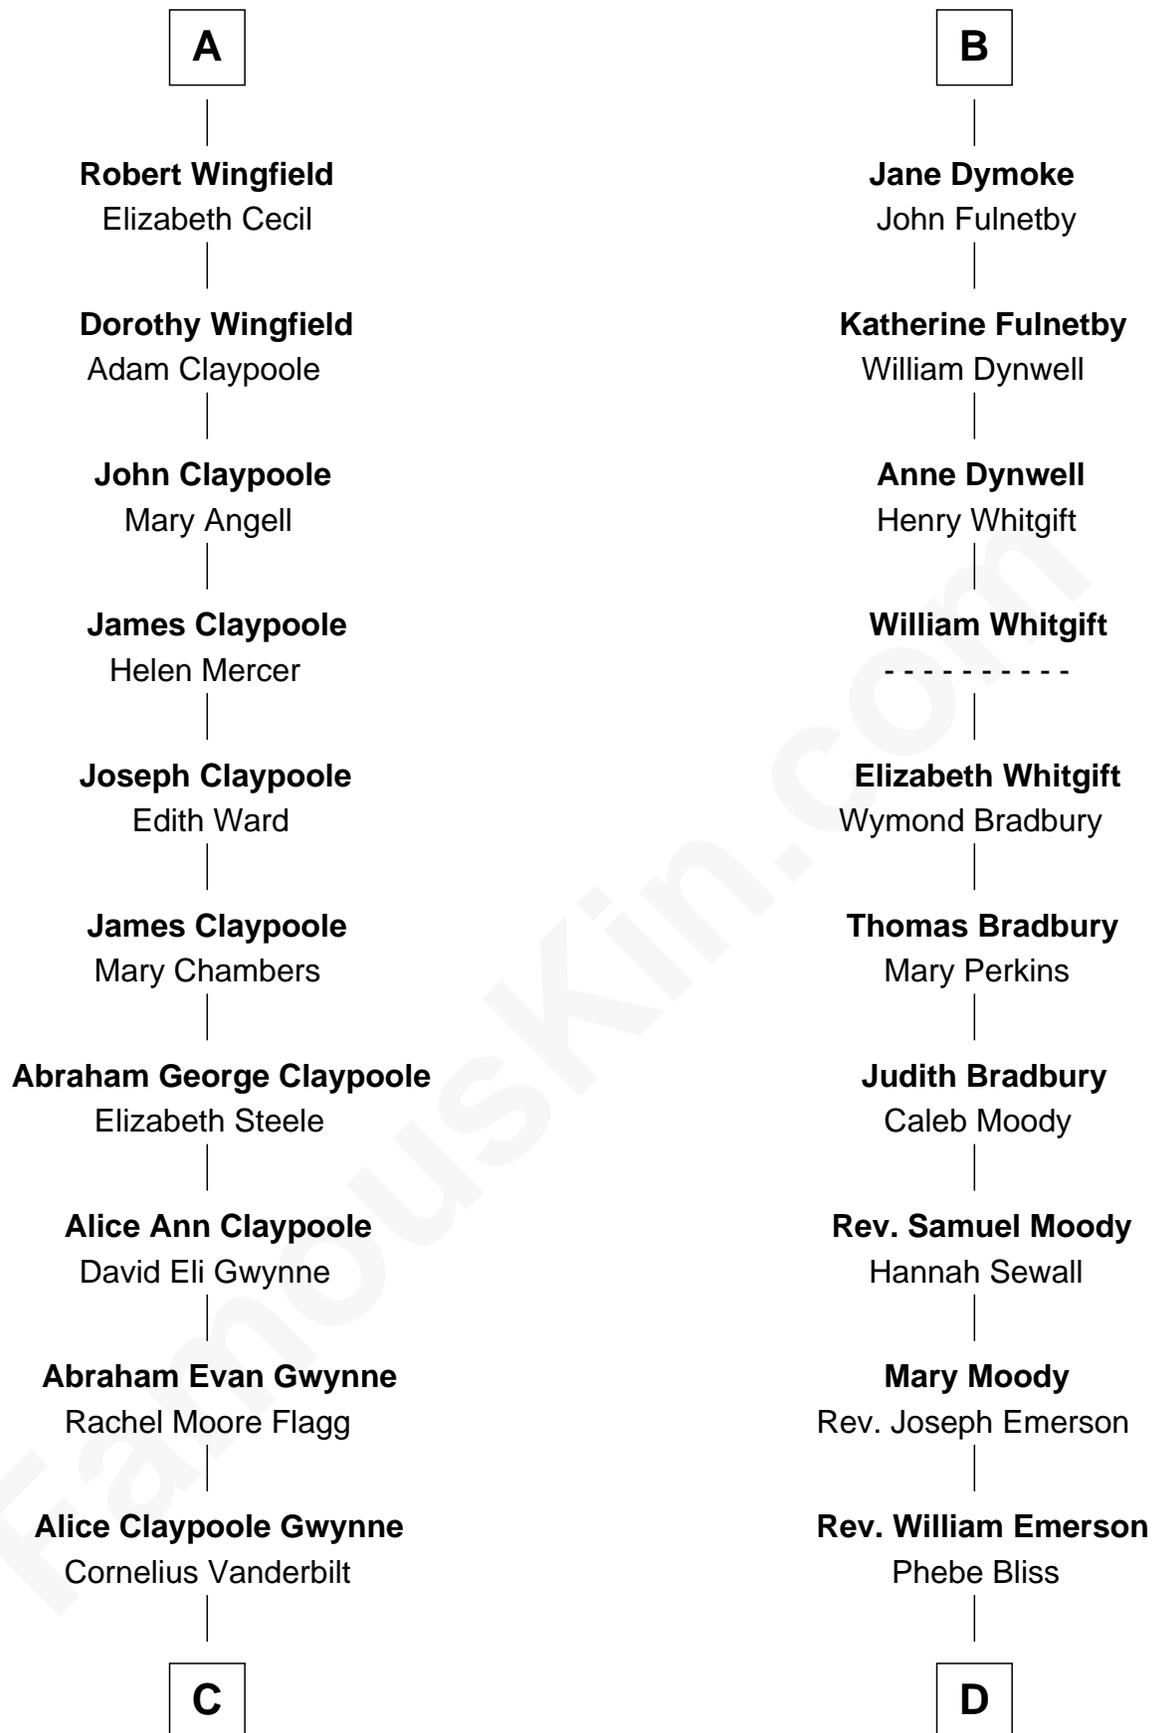 A
Robert Wingfield
Elizabeth Cecil
Dorothy Wingfield
Adam Claypoole
John Claypoole
Mary Angell
James Claypoole
Helen Mercer
Joseph Claypoole
Edith Ward
James Claypoole
Mary Chambers
Abraham George Claypoole
Elizabeth Steele
Alice Ann Claypoole
David Eli Gwynne
Abraham Evan Gwynne
Rachel Moore Flagg
Alice Claypoole Gwynne
Cornelius Vanderbilt
C
B
Jane Dymoke
John Fulnetby
Katherine Fulnetby
William Dynwell
Anne Dynwell
Henry Whitgift
William Whitgift
- - - - - - - - - -
Elizabeth Whitgift
Wymond Bradbury
Thomas Bradbury
Mary Perkins
Judith Bradbury
Caleb Moody
Rev. Samuel Moody
Hannah Sewall
Mary Moody
Rev. Joseph Emerson
Rev. William Emerson
Phebe Bliss
D
FamousKin.com